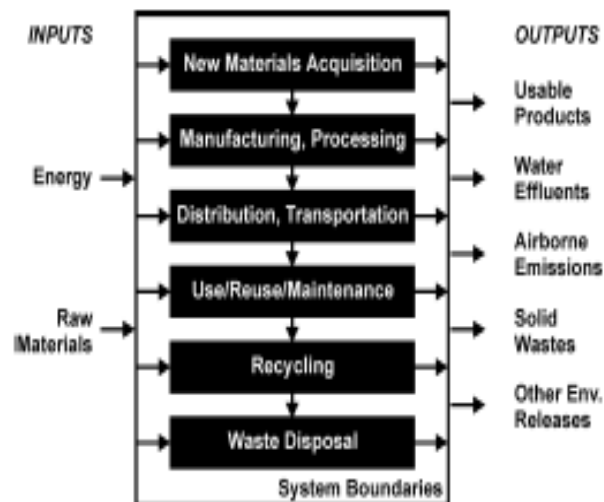 INPUTS
OUTPUTS
New Materials Acquisition
Usable
Products
Manufacturing, Processing
Energy
Water
Effluents
Distribution, Transportation
Airborne
Emissions
Use/Reuse/Maintenance
Raw
Materials
Solid
Wastes
Recycling
Other Env.
Releases
Waste Disposal
System Boundaries